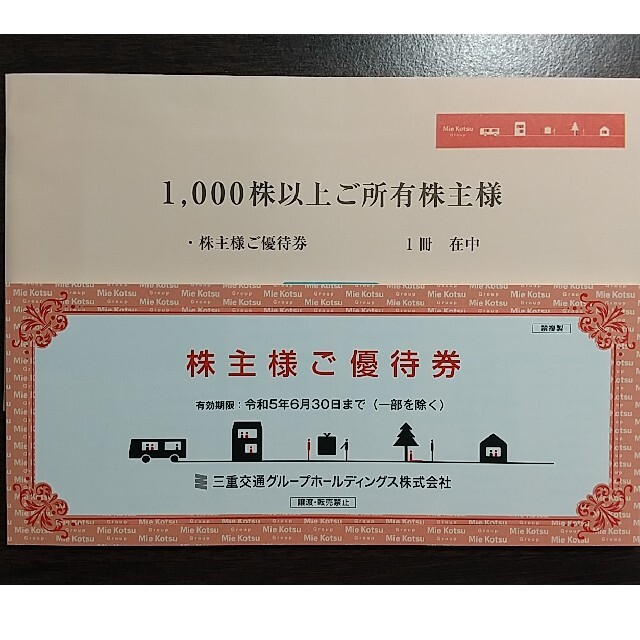 Mie Kotsu
Group
1,000株以上ご所有株主様
・株主様ご優待券 1冊 在中
禁複製
株主様ご優待券
有効期限:令和5年6月30日まで(一部を除く)
三重交通グループホールディングス株式会社
譲渡・販売禁止